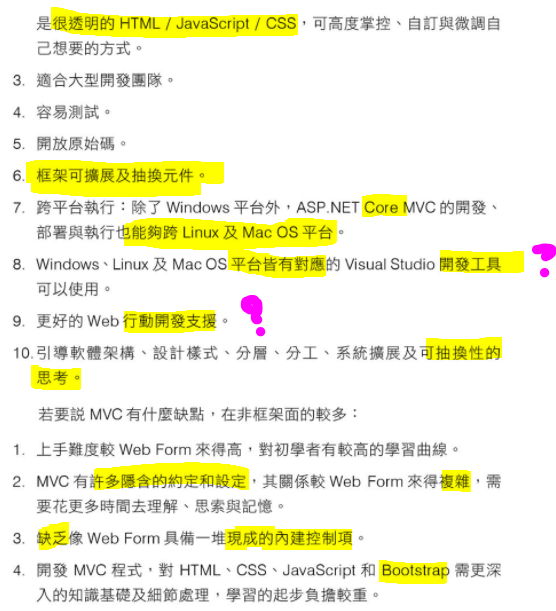 是很透明的 HTML / JavaScript / CSS，可高度掌控、自訂與微調自
己想要的方式。
3. 適合大型開發團隊。
4. 容易測試。
5. 開放原始碼。
6. 框架可擴展及抽換元件。
7. 跨平台執行：除了 Windows 平台外，ASP.NET Core MVC 的開發、
部署與執行也能夠跨 Linux 及 Mac OS 平台。
8. Windows、Linux 及 Mac OS 平台皆有對應的 Visual Studio 開發工具
可以使用。
9. 更好的 Web 行動開發支援。
10. 引導軟體架構、設計樣式、分層、分工、系統擴展及可抽換性的
思考。
若要說 MVC 有什麼缺點，在非框架面的較多：
1. 上手難度較 Web Form 來得高，對初學者有較高的學習曲線。
2. MVC 有許多隱含的約定和設定，其關係較 Web Form 來得複雜，需
要花更多時間去理解、思索與記憶。
3. 缺乏像 Web Form 具備一堆現成的內建控制項。
4. 開發 MVC 程式，對 HTML、CSS、JavaScript 和 Bootstrap 需更深
入的知識基礎及細節處理，學習的起步負擔較重。